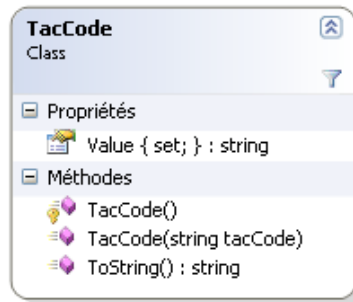 TacCode
Class
Propriétés
Value { set; } : string
Méthodes
TacCode()
TacCode(string tacCode)
ToString() : string